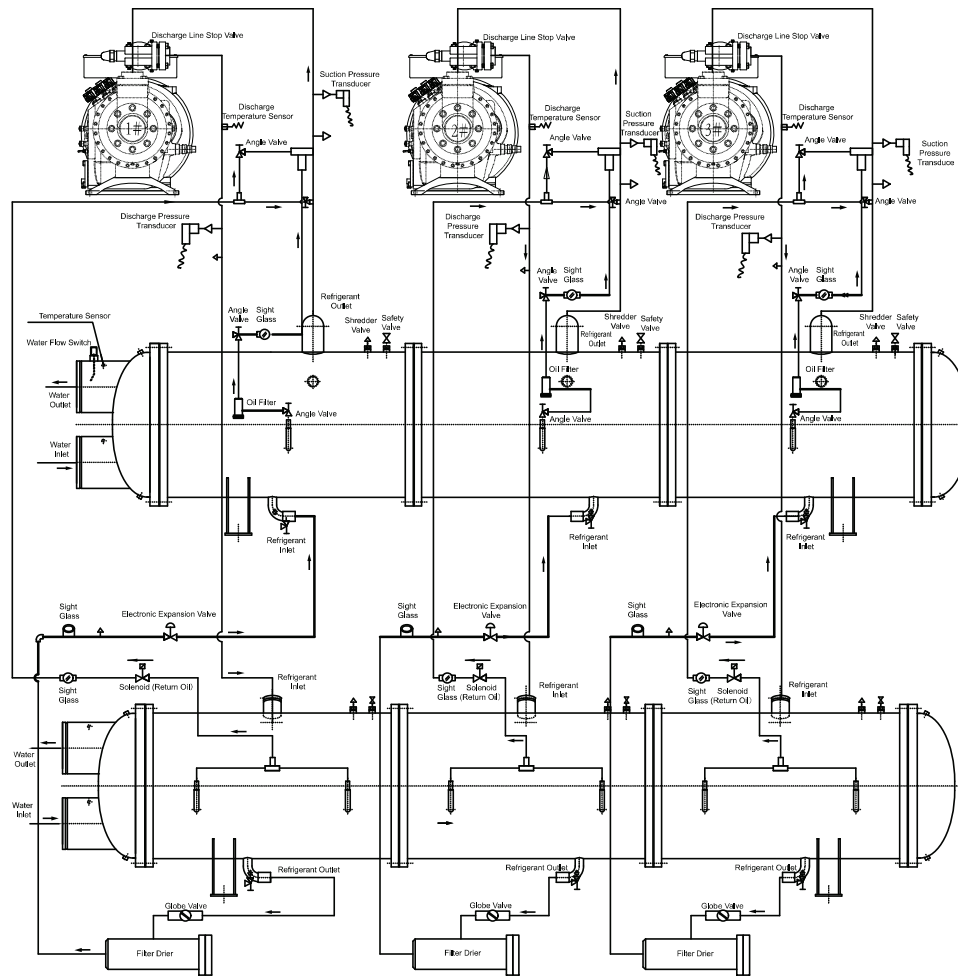 Discharge Line Stop Valve
Discharge Line Stop Valve
Discharge Line Stop Valve
1#
2#
3#
Suction Pressure
Transducer
Discharge
Temperature Sensor
Angle Valve
Discharge
Temperature Sensor
Suction
Pressure
Transducer
Angle Valve
Discharge
Temperature Sensor
Angle Valve
Suction
Pressure
Transduce
Discharge Pressure
Transducer
Discharge
Pressure
Transducer
Angle Valve
Discharge Pressure
Transducer
Angle Valve
Angle
Valve
Sight
Glass
Angle
Valve
Sight
Glass
Temperature Sensor
Water Flow Switch
Angle
Valve
Sight
Glass
Refrigerant
Outlet
Shredder
Valve
Safety
Valve
Refrigerant
Outlet
Shredder
Valve
Safety
Valve
Refrigerant
Outlet
Shredder
Valve
Safety
Valve
Water
Outlet
Oil Filter
Angle Valve
Oil Filter
Angle Valve
Oil Filter
Angle Valve
Water
Inlet
Refrigerant
Inlet
Refrigerant
Inlet
Refrigerant
Inlet
Sight
Glass
Electronic Expansion Valve
Sight
Glass
Electronic Expansion
Valve
Sight
Glass
Electronic Expansion Valve
Sight
Glass
Solenoid (Return Oil)
Refrigerant
Inlet
Sight
Glass
Solenoid
(Return Oil)
Refrigerant
Inlet
Sight
Glass
Solenoid
(Return Oil)
Refrigerant
Inlet
Water
Outlet
Water
Inlet
Refrigerant Outlet
Refrigerant Outlet
Refrigerant Outlet
Globe Valve
Globe Valve
Globe Valve
Filter Drier
Filter Drier
Filter Drier